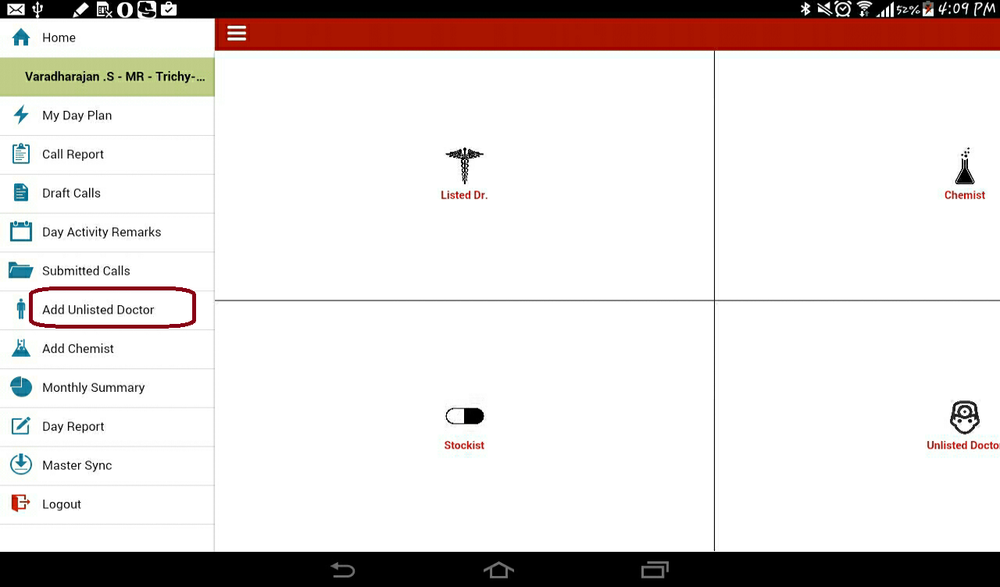 52% 4:09 PM
Home
Varadharajan .S - MR - Trichy-...
My Day Plan
Call Report
Draft Calls
Day Activity Remarks
Submitted Calls
Add Unlisted Doctor
Add Chemist
Monthly Summary
Day Report
Master Sync
Logout
Listed Dr.
Chemist
Stockist
Unlisted Docto